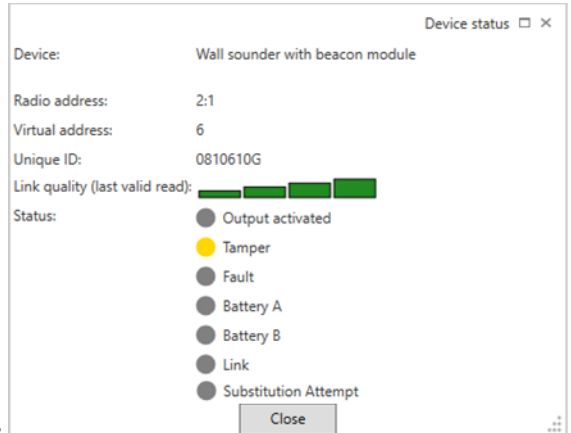 Device status
Device: Wall sounder with beacon module
Radio address: 2:1
Virtual address: 6
Unique ID: 0810610G
Link quality (last valid read):
Status: Output activated
Tamper
Fault
Battery A
Battery B
Link
Substitution Attempt
Close